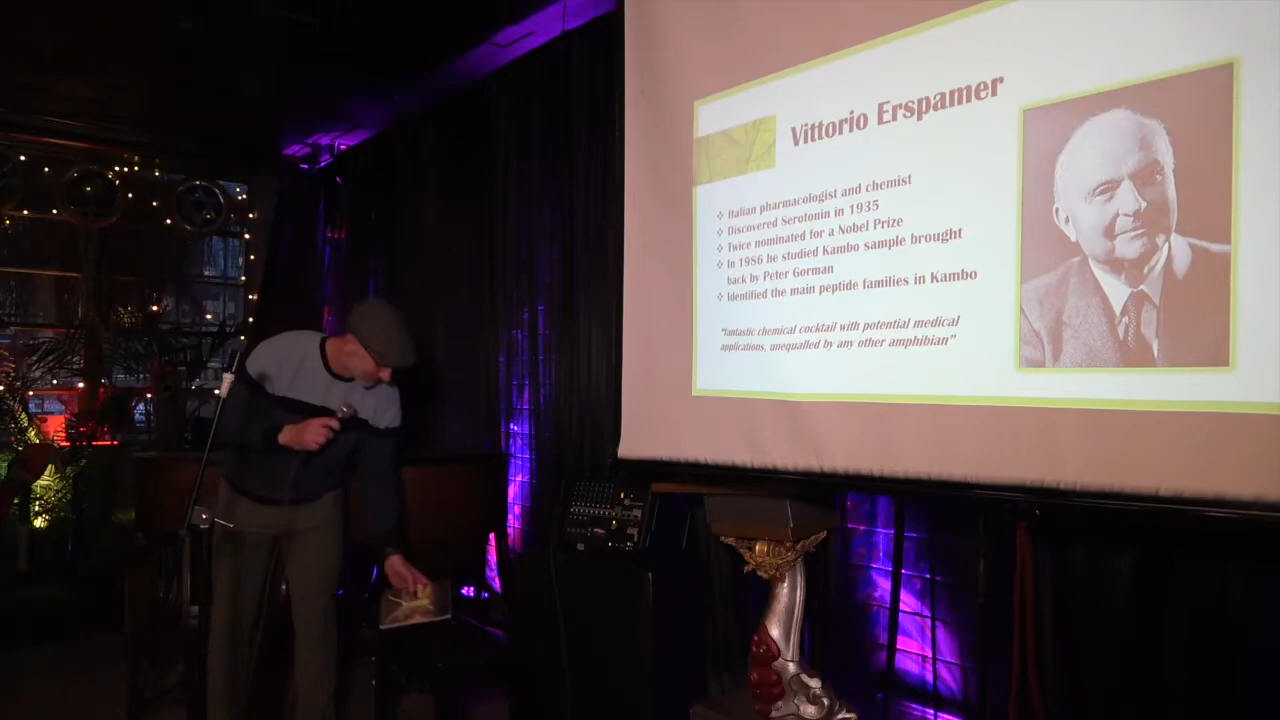 Vittorio Erspamer
Italian pharmacologist and chemist
Discovered Serotonin in 1935
Twice nominated for a Nobel Prize
In 1986 he studied Kambo sample brought
back by Peter Gorman
Identified the main peptide families in Kambo
"fantastic chemical cocktail with potential medical
applications, unequalled by any other amphibian"